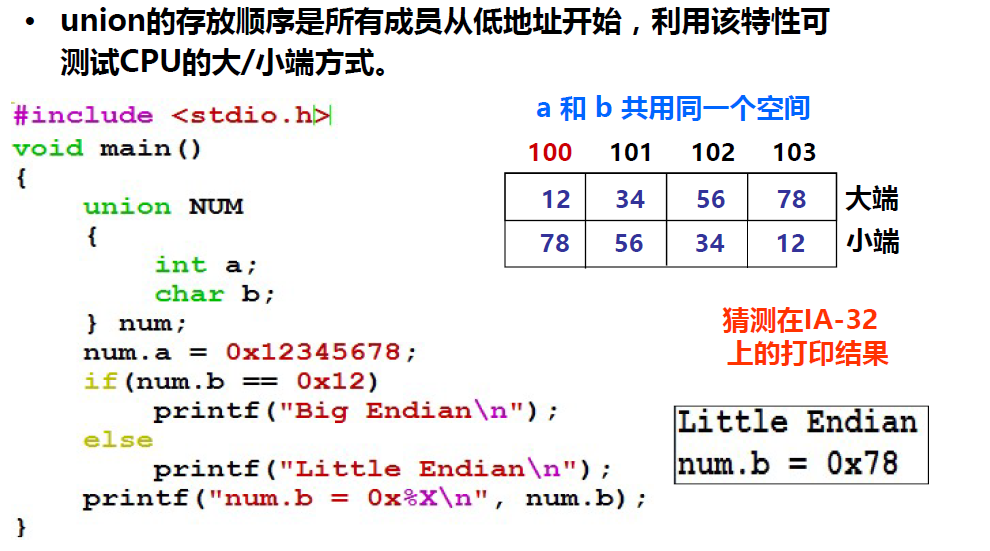 • union的存放顺序是所有成员从低地址开始，利用该特性可
测试CPU的大/小端方式。
#include <stdio.h>
void main()
{
    union NUM
    {
        int a;
        char b;
    } num;
    num.a = 0x12345678;
    if(num.b == 0x12)
        printf("Big Endian\n");
    else
        printf("Little Endian\n");
    printf("num.b = 0x%X\n", num.b);
}
a 和 b 共用同一个空间
100 101 102 103
12 34 56 78 大端
78 56 34 12 小端
猜测在IA-32
上的打印结果
Little Endian
num.b = 0x78